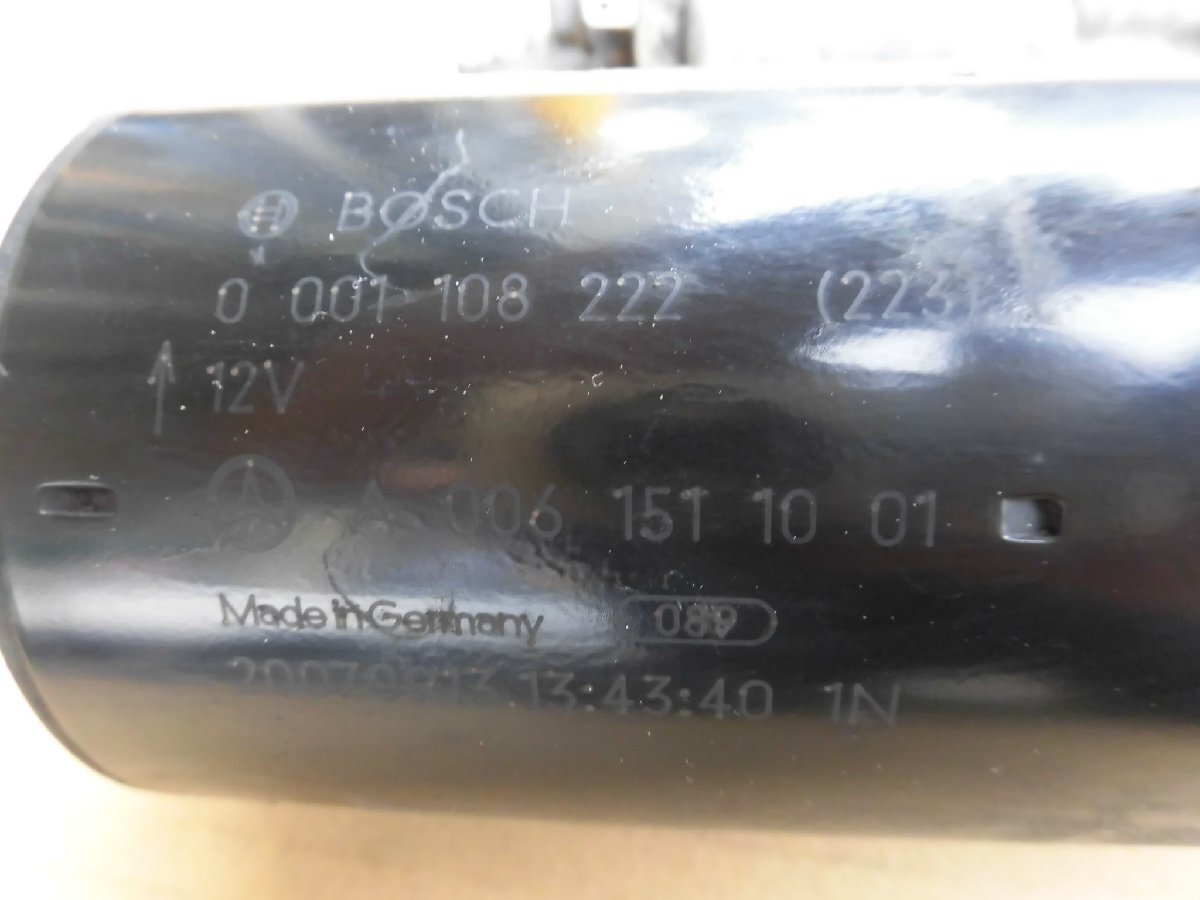 BOSCH
0 001 108 222 (223)
12V
A 006 151 10 01
Made in Germany 089
20070813 13:43:40 1N